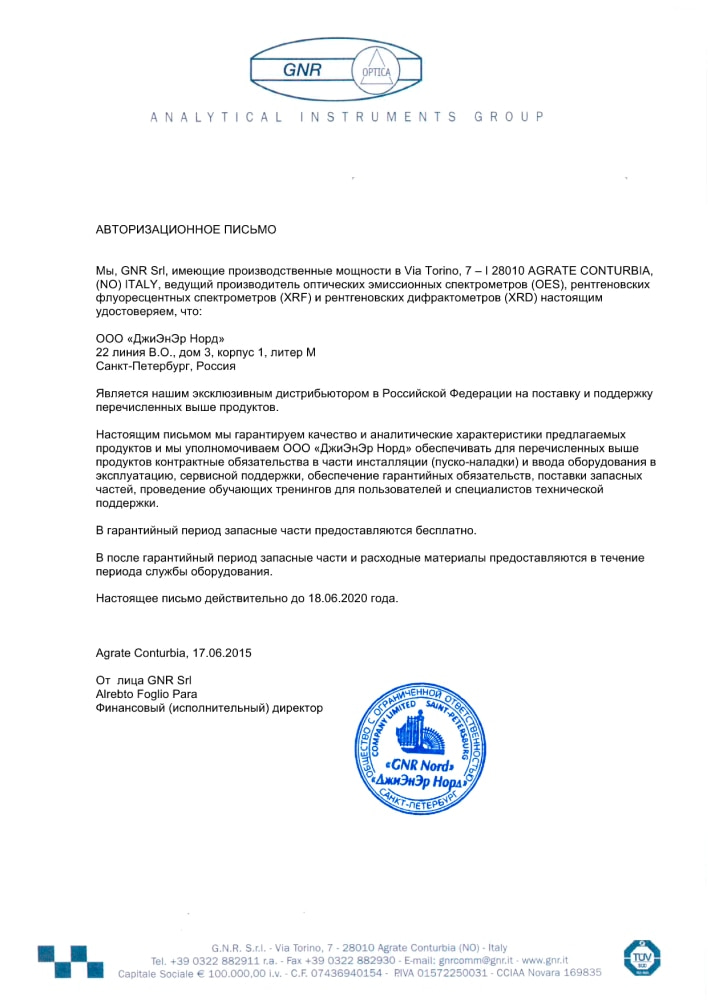 GNR
OPTICA
ANALYTICAL INSTRUMENTS GROUP
АВТОРИЗАЦИОННОЕ ПИСЬМО
Мы, GNR Srl, имеющие производственные мощности в Via Torino, 7 – I 28010 AGRATE CONTURBIA,
(NO) ITALY, ведущий производитель оптических эмиссионных спектрометров (OES), рентгеновских
флуоресцентных спектрометров (XRF) и рентгеновских дифрактометров (XRD) настоящим
удостоверяем, что:
ООО «ДжиЭнЭр Норд»
22 линия В.О., дом 3, корпус 1, литер М
Санкт-Петербург, Россия
Является нашим эксклюзивным дистрибьютором в Российской Федерации на поставку и поддержку
перечисленных выше продуктов.
Настоящим письмом мы гарантируем качество и аналитические характеристики предлагаемых
продуктов и мы уполномочиваем ООО «ДжиЭнЭр Норд» обеспечивать для перечисленных выше
продуктов контрактные обязательства в части инсталляции (пуско-наладки) и ввода оборудования в
эксплуатацию, сервисной поддержки, обеспечение гарантийных обязательств, поставки запасных
частей, проведение обучающих тренингов для пользователей и специалистов технической
поддержки.
В гарантийный период запасные части предоставляются бесплатно.
В после гарантийный период запасные части и расходные материалы предоставляются в течение
периода службы оборудования.
Настоящее письмо действительно до 18.06.2020 года.
Agrate Conturbia, 17.06.2015
От лица GNR Srl
Alrebto Foglio Para
Финансовый (исполнительный) директор
ОБЩЕСТВО С ОГРАНИЧЕННОЙ ОТВЕТСТВЕННОСТЬЮ
COMPANY LIMITED SAINT-PETERSBURG
«GNR Nord»
«ДжиЭнЭр Норд»
САНКТ-ПЕТЕРБУРГ
G.N.R. S.r.l. - Via Torino, 7 - 28010 Agrate Conturbia (NO) - Italy
Tel. +39 0322 882911 r.a. - Fax +39 0322 882930 - E-mail: gnrcomm@gnr.it - www.gnr.it
Capitale Sociale € 100.000,00 i.v. - C.F. 07436940154 - P.IVA 01572250031 - CCIAA Novara 169835
TÜV